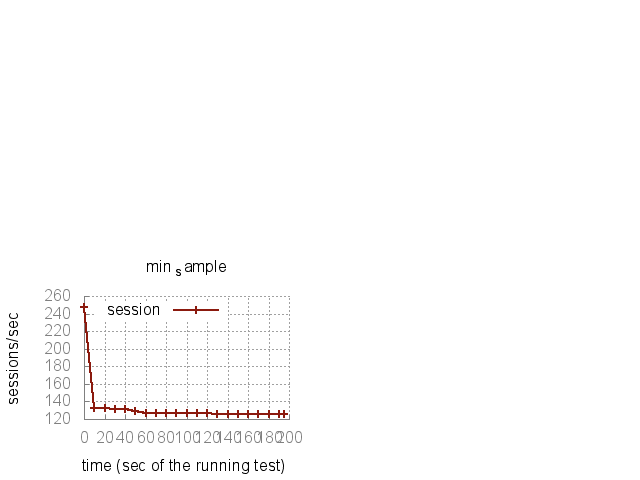 min sample
260
session
240
220
200
180
160
140
120
sessions/sec
0 20 40 60 80 100 120 140 160 180 200
time (sec of the running test)